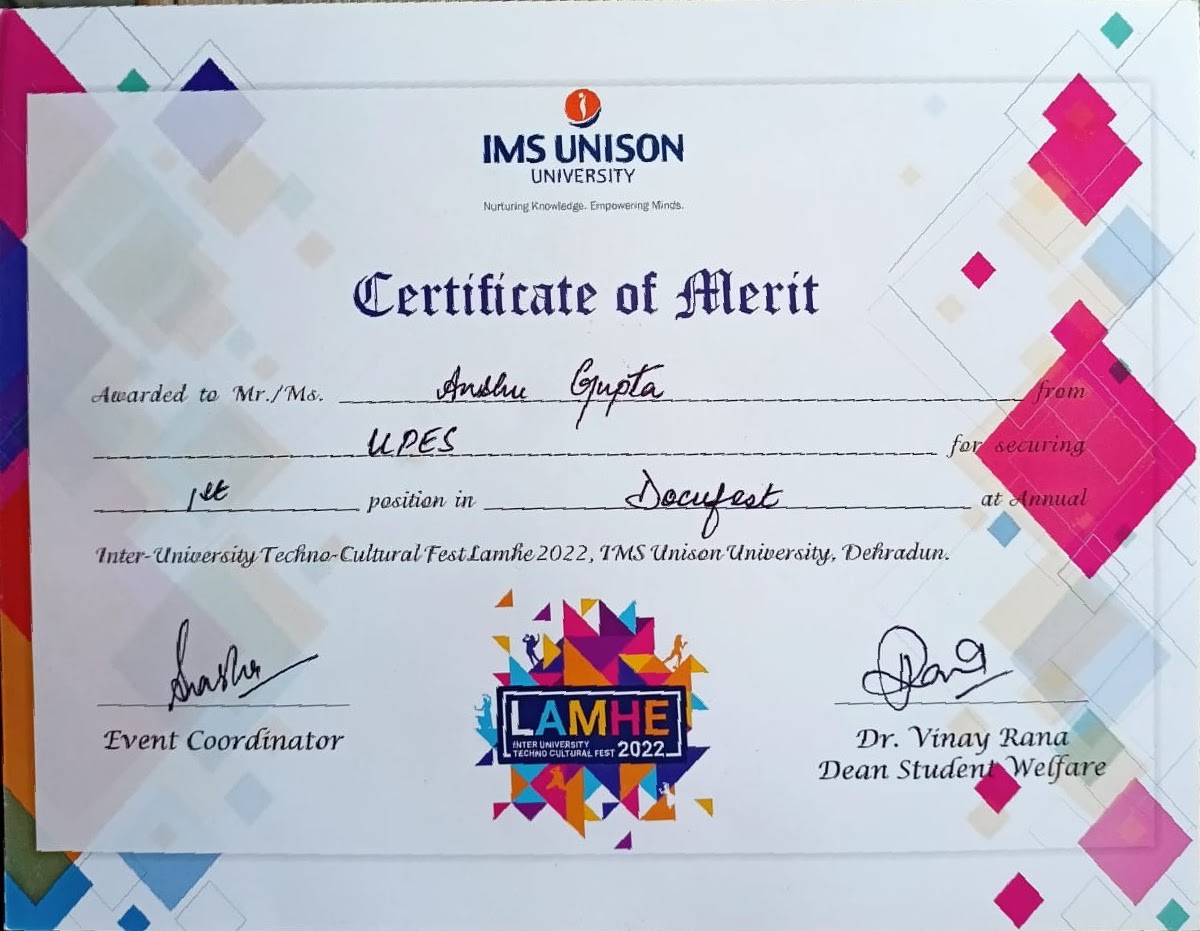 IMS UNISON
UNIVERSITY
Nurturing Knowledge. Empowering Minds.
Certificate of Merit
Awarded to Mr./Ms. Anshu Gupta from
UPES for securing
1st position in Docufest at Annual
Inter-University Techno-Cultural Fest Lamhe 2022, IMS Unison University, Dehradun.
LAMHE
INTER UNIVERSITY
TECHNO CULTURAL FEST 2022
Event Coordinator
Rana
Dr. Vinay Rana
Dean Student Welfare